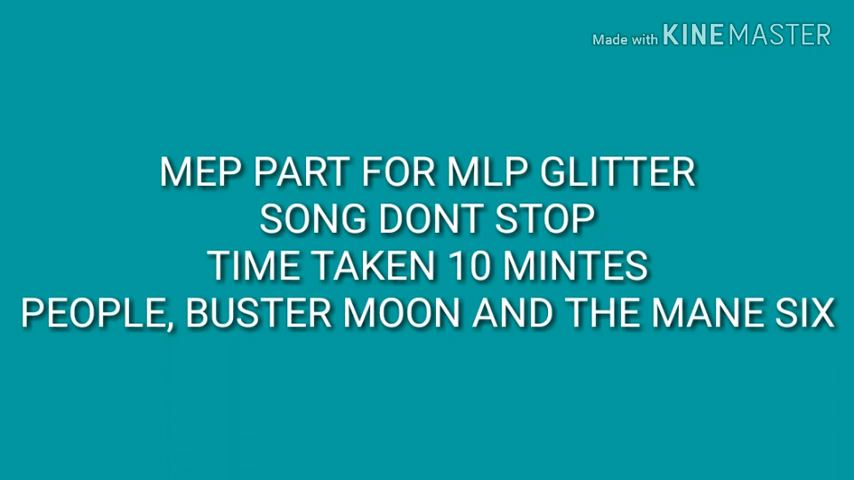 Made with KINEMASTER
MEP PART FOR MLP GLITTER
SONG DONT STOP
TIME TAKEN 10 MINTES
PEOPLE, BUSTER MOON AND THE MANE SIX